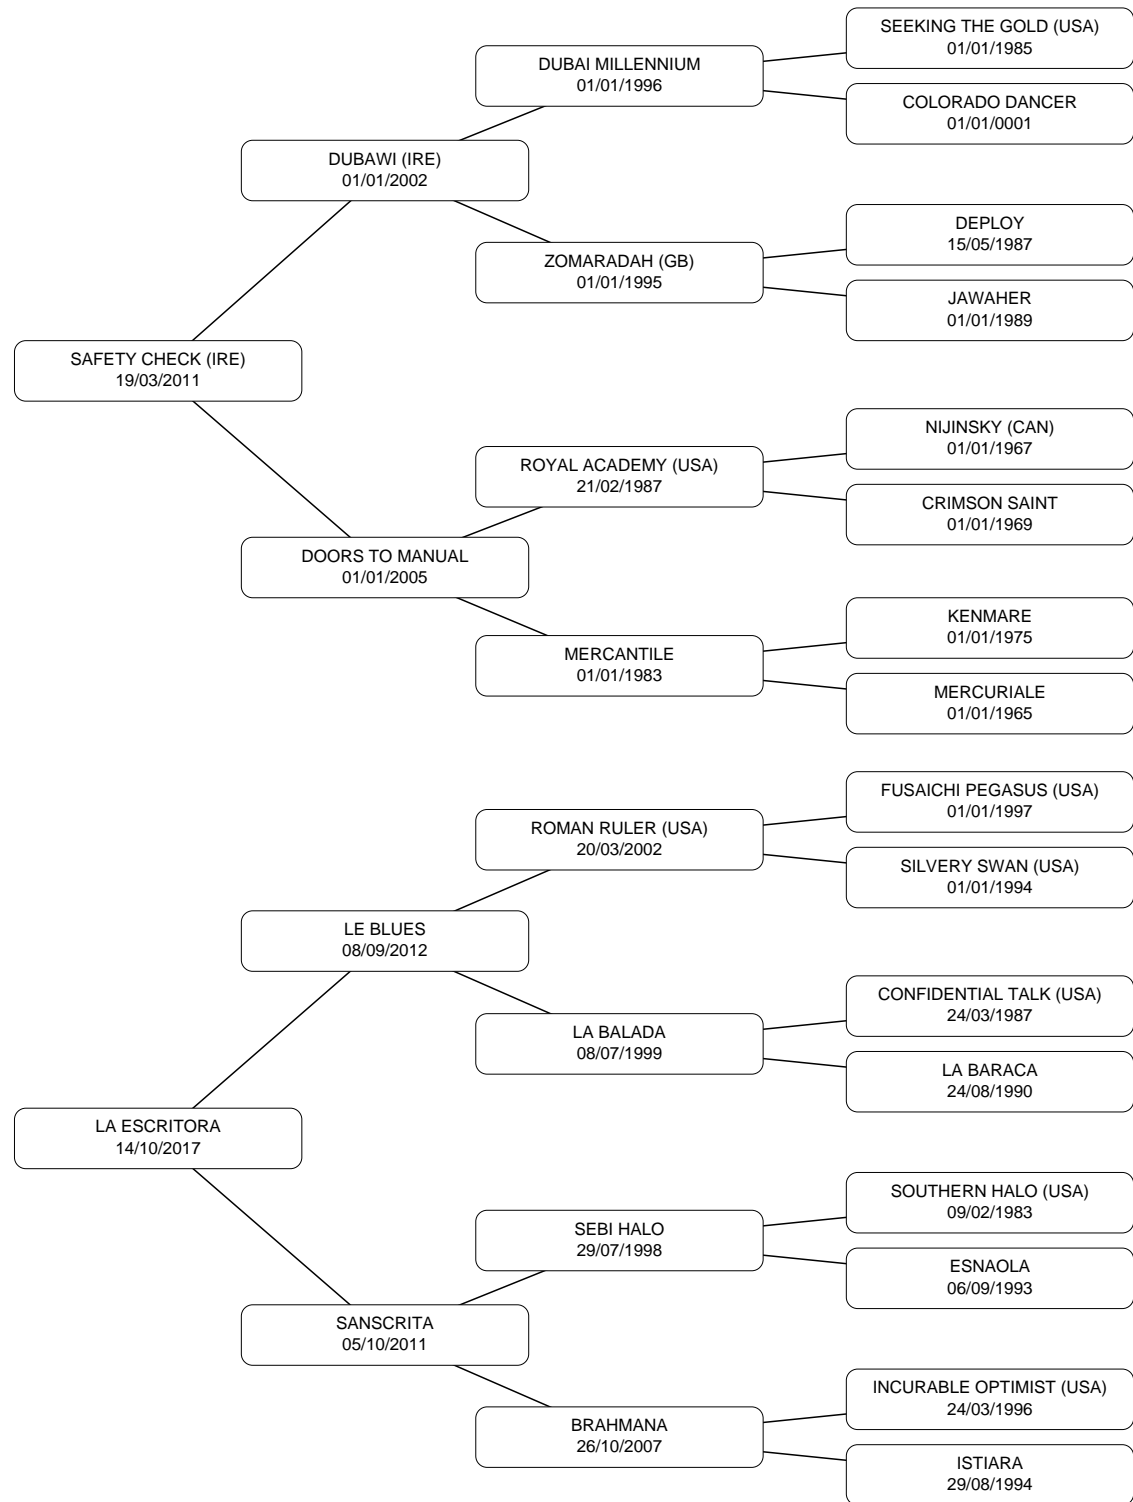 SEEKING THE GOLD (USA)
01/01/1985
DUBAI MILLENNIUM
01/01/1996
COLORADO DANCER
01/01/0001
DUBAWI (IRE)
01/01/2002
DEPLOY
15/05/1987
ZOMARADAH (GB)
01/01/1995
JAWAHER
01/01/1989
SAFETY CHECK (IRE)
19/03/2011
NIJINSKY (CAN)
01/01/1967
ROYAL ACADEMY (USA)
21/02/1987
CRIMSON SAINT
01/01/1969
DOORS TO MANUAL
01/01/2005
KENMARE
01/01/1975
MERCANTILE
01/01/1983
MERCURIALE
01/01/1965
FUSAICHI PEGASUS (USA)
01/01/1997
ROMAN RULER (USA)
20/03/2002
SILVERY SWAN (USA)
01/01/1994
LE BLUES
08/09/2012
CONFIDENTIAL TALK (USA)
24/03/1987
LA BALADA
08/07/1999
LA BARACA
24/08/1990
LA ESCRITORA
14/10/2017
SOUTHERN HALO (USA)
09/02/1983
SEBI HALO
29/07/1998
ESNAOLA
06/09/1993
SANSCRITA
05/10/2011
INCURABLE OPTIMIST (USA)
24/03/1996
BRAHMANA
26/10/2007
ISTIARA
29/08/1994